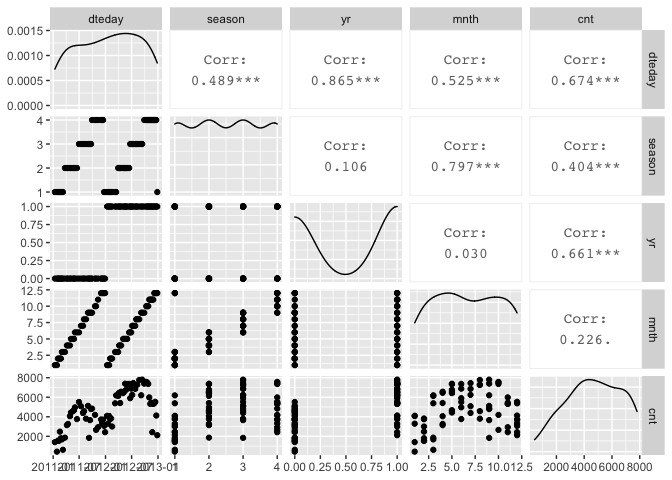 dteday season yr mnth cnt
0.0015
0.0010
0.0005
0.0000
Corr:
0.489***
Corr:
0.865***
Corr:
0.525***
Corr:
0.674***
dteday
4
3
2
1
Corr:
0.106
Corr:
0.797***
Corr:
0.404***
season
1.00
0.75
0.50
0.25
0.00
Corr:
0.030
Corr:
0.661***
yr
12.5
10.0
7.5
5.0
2.5
Corr:
0.226.
mnth
8000
6000
4000
2000
cnt
1 2 3 4
0.00 0.25 0.50 0.75 1.00
2.5 5.0 7.5 10.0 12.5
2000 4000 6000 8000